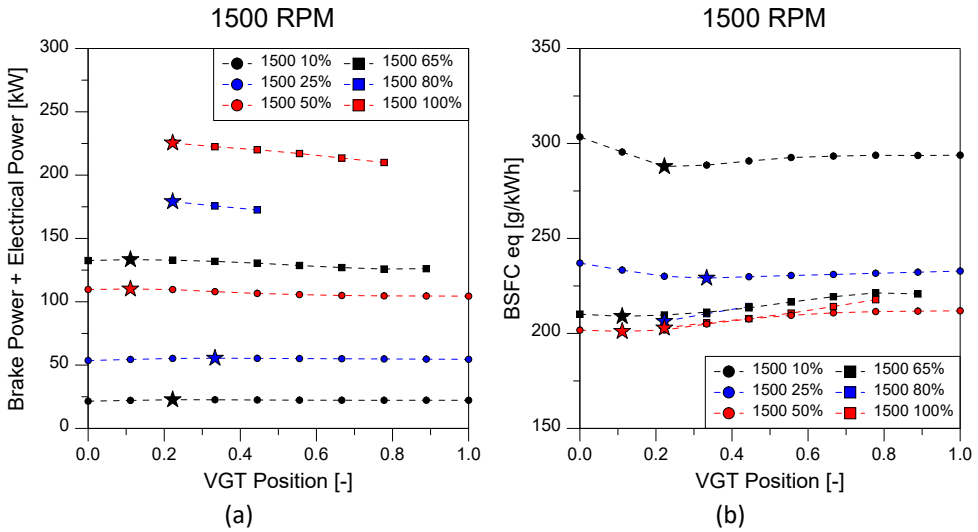 1500 RPM
Brake Power + Electrical Power [kW]
300
250
200
150
100
50
0
1500 10% 1500 65%
1500 25% 1500 80%
1500 50% 1500 100%
0.0 0.2 0.4 0.6 0.8 1.0
VGT Position [-]
(a)
1500 RPM
BSFC eq [g/kWh]
350
300
250
200
150
1500 10% 1500 65%
1500 25% 1500 80%
1500 50% 1500 100%
0.0 0.2 0.4 0.6 0.8 1.0
VGT Position [-]
(b)